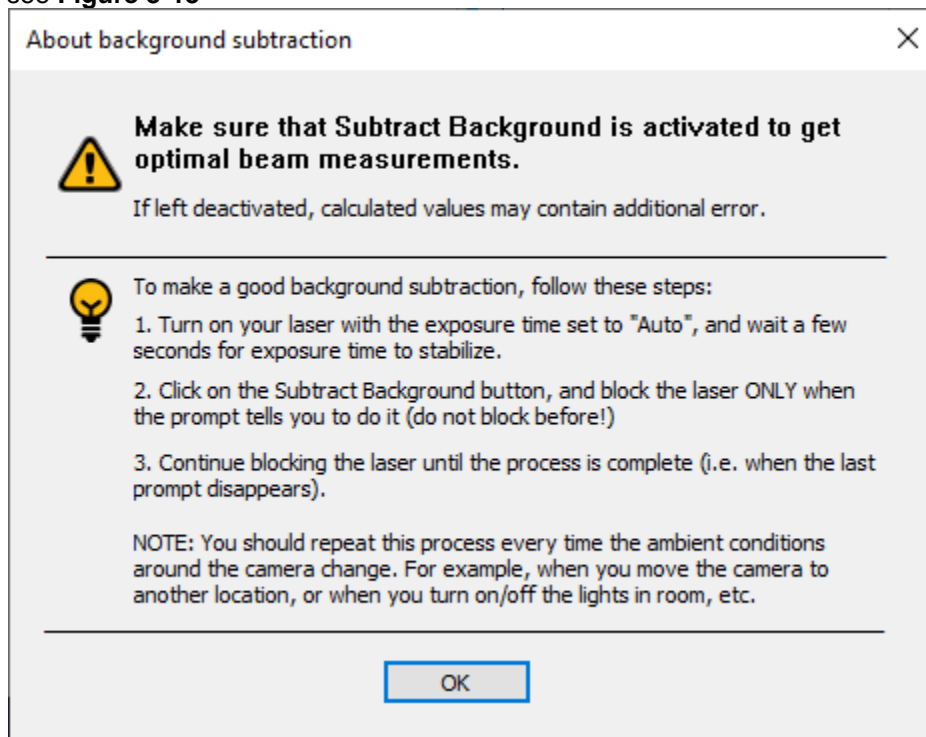 see Figure 3-13
About background subtraction
Make sure that Subtract Background is activated to get
optimal beam measurements.
If left deactivated, calculated values may contain additional error.
To make a good background subtraction, follow these steps:
1. Turn on your laser with the exposure time set to "Auto", and wait a few
seconds for exposure time to stabilize.
2. Click on the Subtract Background button, and block the laser ONLY when
the prompt tells you to do it (do not block before!)
3. Continue blocking the laser until the process is complete (i.e. when the last
prompt disappears).
NOTE: You should repeat this process every time the ambient conditions
around the camera change. For example, when you move the camera to
another location, or when you turn on/off the lights in room, etc.
OK